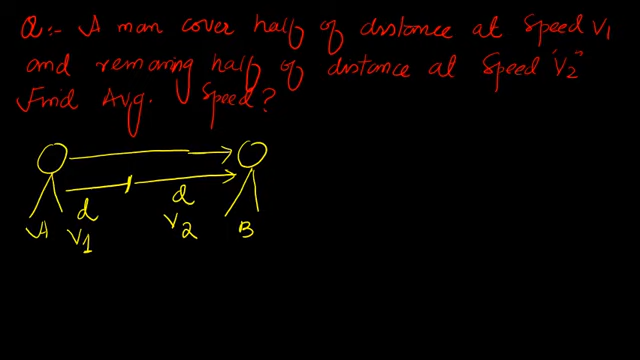 Q:- A man cover half of distance at Speed V1
and remaring half of distance at Speed "V2"
Find Avg. Speed?
d d
A V1 V2 B